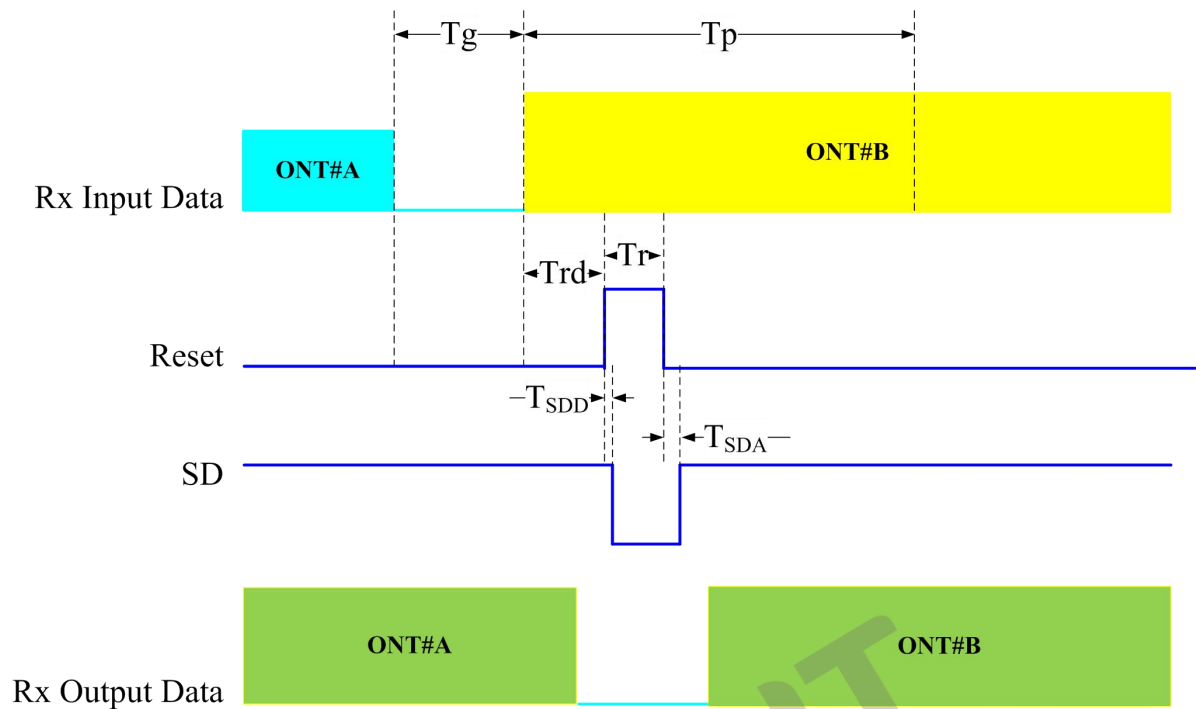 Tg
Tp
ONT#A
ONT#B
Rx Input Data
Trd
Tr
Reset
TSDD
TSDA
SD
ONT#A
ONT#B
Rx Output Data